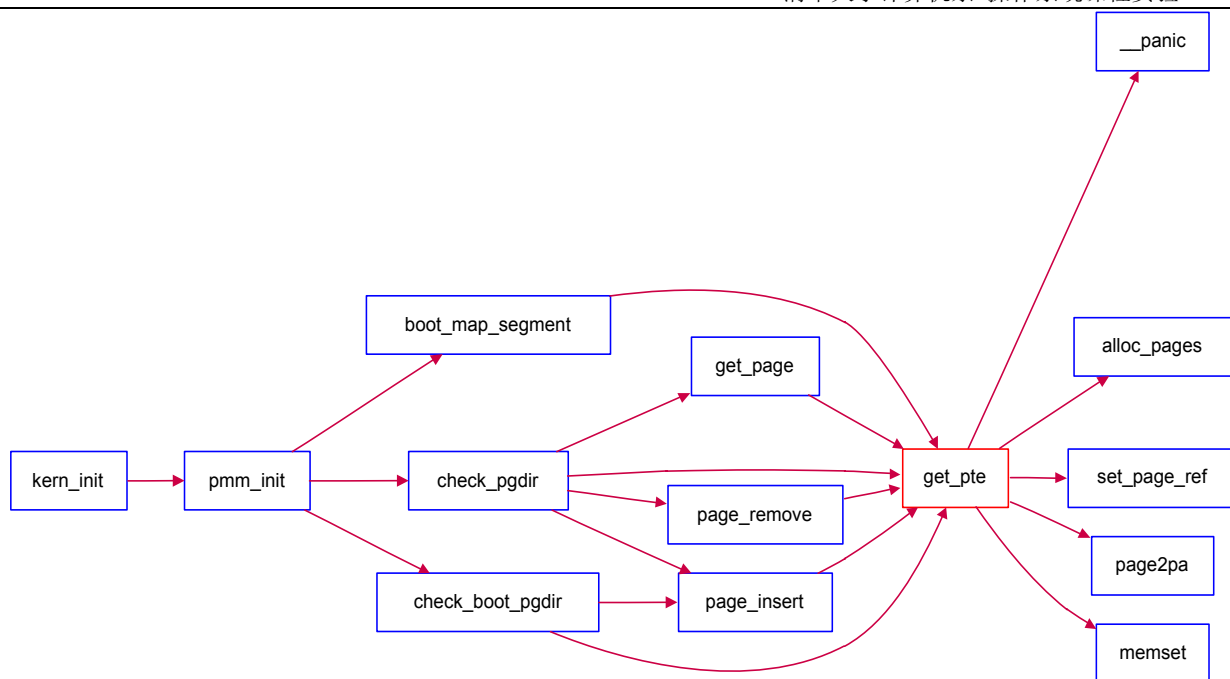 __panic
boot_map_segment
alloc_pages
get_page
kern_init
pmm_init
check_pgdir
get_pte
set_page_ref
page_remove
page2pa
check_boot_pgdir
page_insert
memset